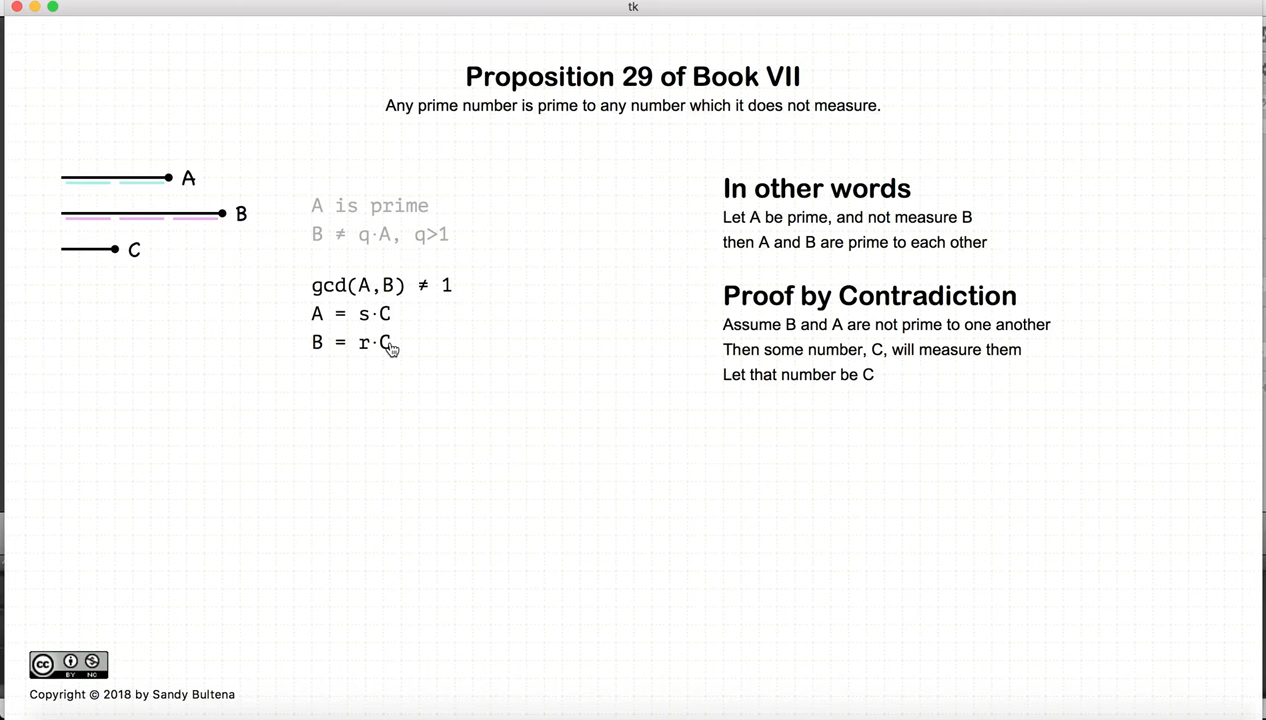 tk
Proposition 29 of Book VII
Any prime number is prime to any number which it does not measure.
A
B
C
A is prime
B ≠ q·A, q>1
gcd(A,B) ≠ 1
A = s·C
B = r·C
In other words
Let A be prime, and not measure B
then A and B are prime to each other
Proof by Contradiction
Assume B and A are not prime to one another
Then some number, C, will measure them
Let that number be C
cc
BY NC
Copyright © 2018 by Sandy Bultena